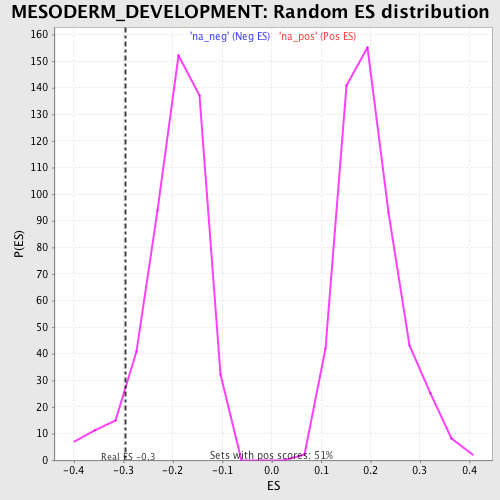 MESODERM_DEVELOPMENT: Random ES distribution
'na_neg' (Neg ES) 'na_pos' (Pos ES)
160
150
140
130
120
110
100
90
80
70
60
50
40
30
20
10
0
P(ES)
Real ES -0.3
Sets with pos scores: 51%
-0.4 -0.3 -0.2 -0.1 0.0 0.1 0.2 0.3 0.4
ES